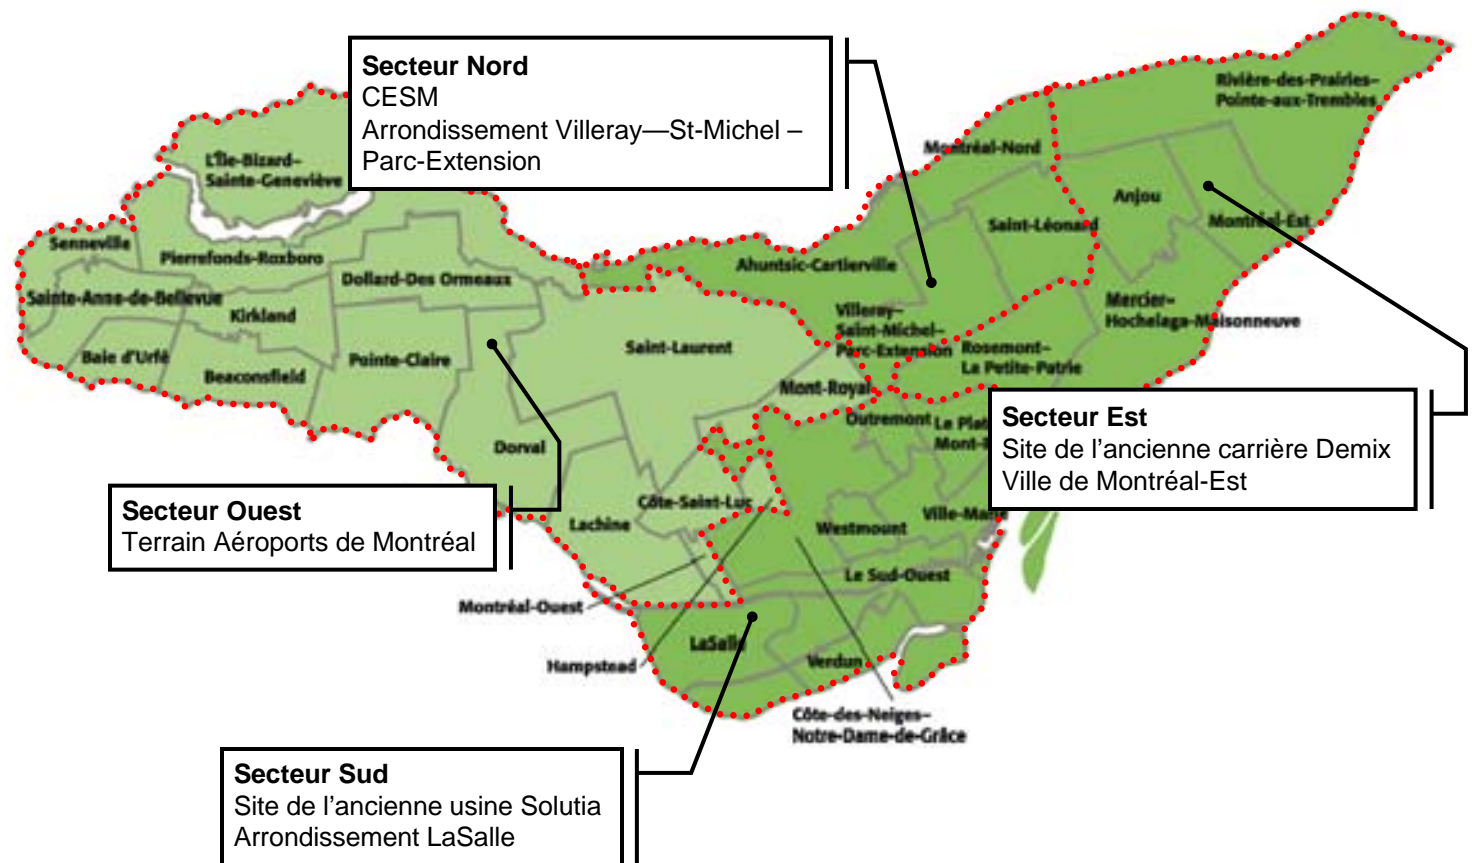 Secteur Nord
CESM
Arrondissement Villeray—St-Michel –
Parc-Extension
Rivière-des-Prairies–
Pointe-aux-Trembles
Montréal-Nord
L'Île-Bizard–
Sainte-Geneviève
Anjou
Saint-Léonard
Montréal-Est
Senneville
Pierrefonds-Roxboro
Ahuntsic-Cartierville
Dollard-Des Ormeaux
Sainte-Anne-de-Bellevue
Kirkland
Villeray–
Saint-Michel–
Parc-Extension
Mercier–
Hochelaga-Maisonneuve
Baie d'Urfé
Pointe-Claire
Saint-Laurent
Rosemont–
La Petite-Patrie
Beaconsfield
Mont-Royal
Outremont
Le Plat
Mont-R
Secteur Est
Site de l'ancienne carrière Demix
Ville de Montréal-Est
Dorval
Secteur Ouest
Terrain Aéroports de Montréal
Côte-Saint-Luc
Lachine
Westmount
Ville-Marie
Le Sud-Ouest
Montréal-Ouest
LaSalle
Hampstead
Verdun
Côte-des-Neiges–
Notre-Dame-de-Grâce
Secteur Sud
Site de l'ancienne usine Solutia
Arrondissement LaSalle